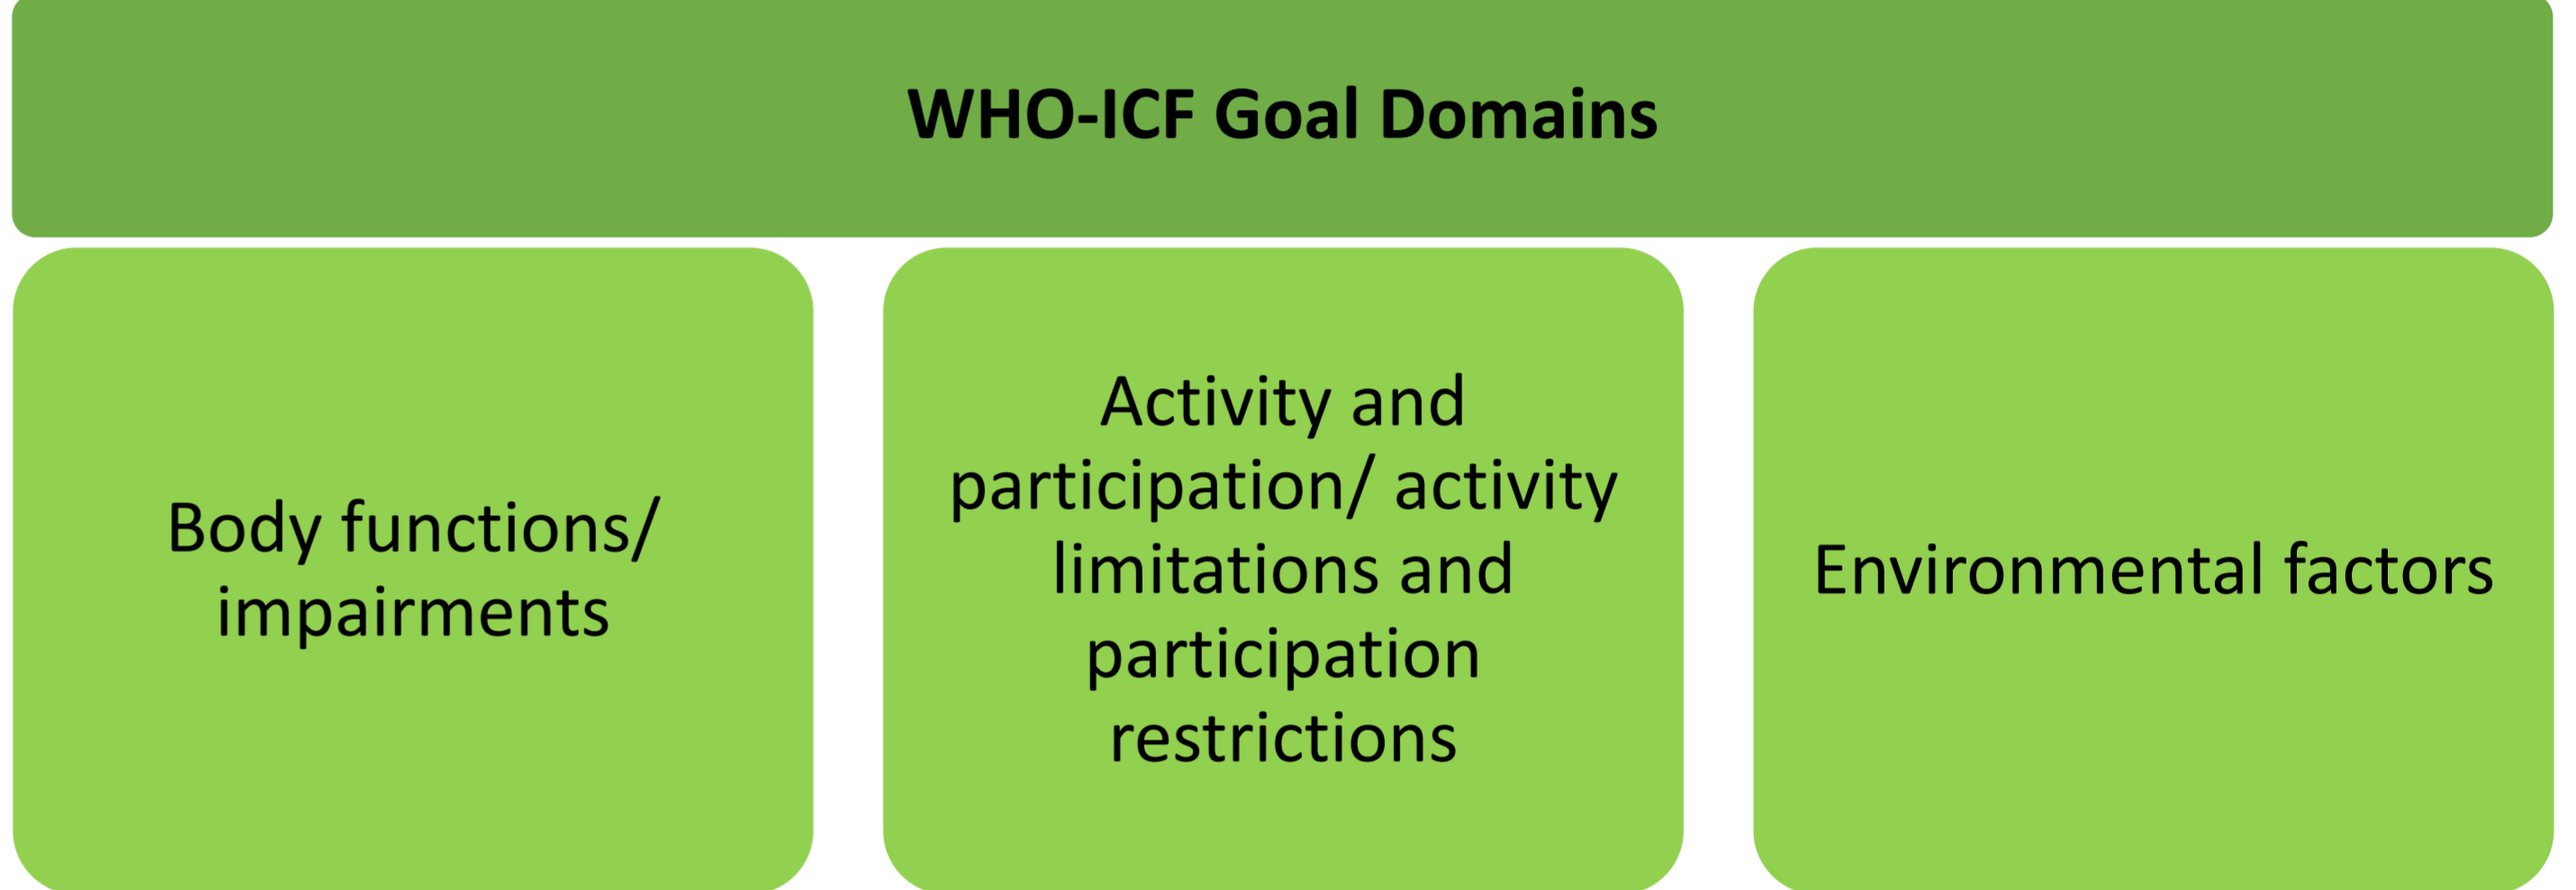 WHO-ICF Goal Domains
Body functions/
impairments
Activity and
participation/ activity
limitations and
participation
restrictions
Environmental factors